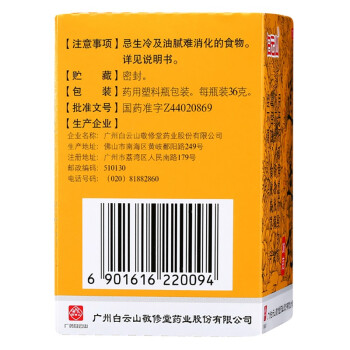 【注意事项】忌生冷及油腻难消化的食物。
详见说明书。
【贮　　藏】密封。
【包　　装】药用塑料瓶包装。每瓶装36克。
【批准文号】国药准字Z44020869
【生产企业】
企业名称:广州白云山敬修堂药业股份有限公司
生产地址:佛山市南海区黄岐鄱阳路249号
注册地址:广州市荔湾区人民南路179号
邮政编码:510130
电话号码:(020)81882860
6 901616 220094
广州白云山
广州白云山敬修堂药业股份有限公司